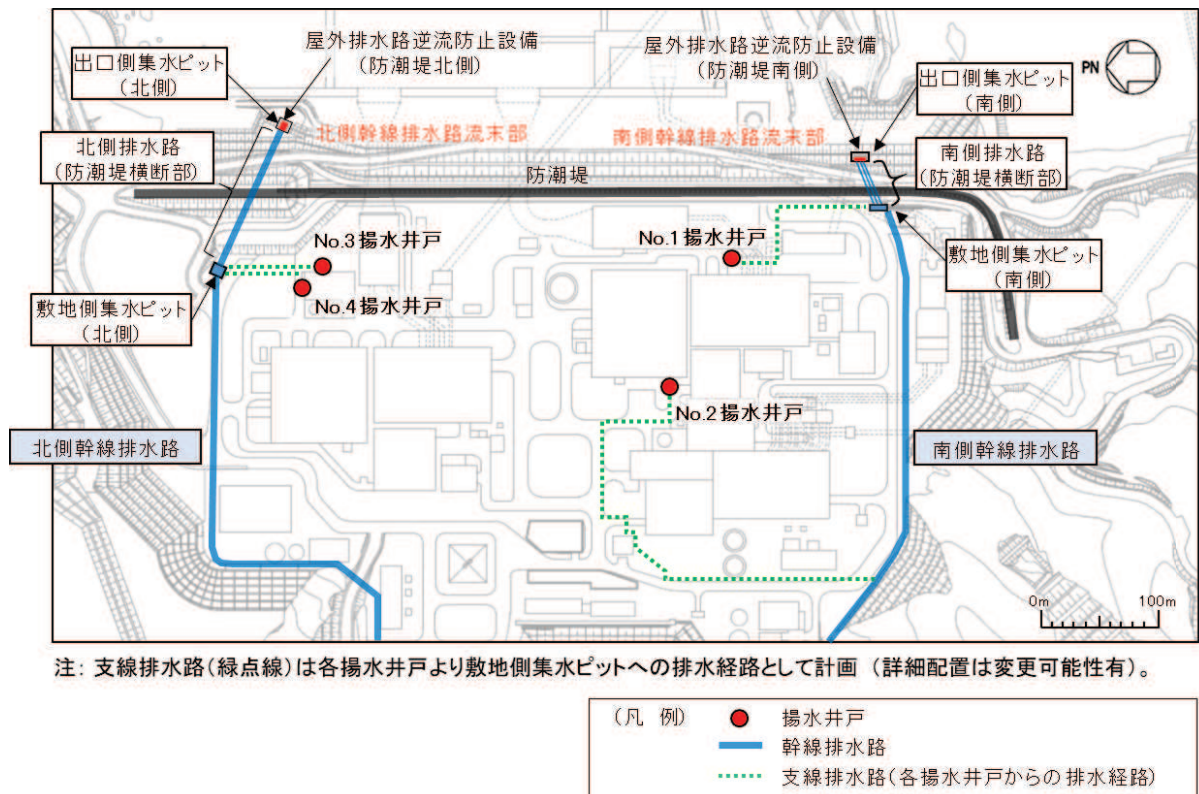 屋外排水路逆流防止設備
(防潮堤北側)
出口側集水ピット
(北側)
屋外排水路逆流防止設備
(防潮堤南側)
出口側集水ピット
(南側)
PN
北側幹線排水路流末部
南側幹線排水路流末部
北側排水路
(防潮堤横断部)
南側排水路
(防潮堤横断部)
防潮堤
No.3揚水井戸
No.1揚水井戸
敷地側集水ピット
(南側)
No.4揚水井戸
敷地側集水ピット
(北側)
No.2揚水井戸
北側幹線排水路
南側幹線排水路
0m
100m
注: 支線排水路(緑点線)は各揚水井戸より敷地側集水ピットへの排水経路として計画 (詳細配置は変更可能性有)。
(凡 例)
揚水井戸
幹線排水路
支線排水路(各揚水井戸からの排水経路)